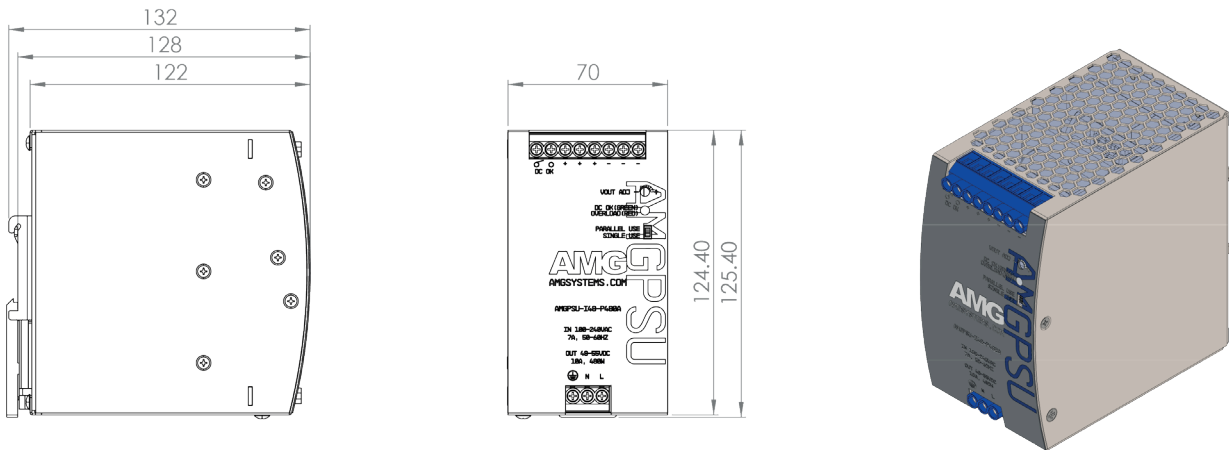 132
128
122
70
124.40
125.40
DC OK
+ + + - - -
VOUT ADJ
DC OK(GREEN)
OVERLOAD(RED)
PARALLEL USE
SINGLE USE
AMG
AMGSYSTEMS.COM
AMGPSU
AMGPSU-I48-P480A
IN 100-240VAC
7A, 50-60HZ
OUT 48-55VDC
10A, 480W
N L
DC OK
AMG
AMGPSU